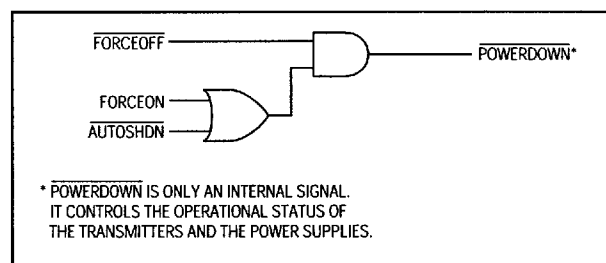 FORCEOFF
POWERDOWN*
FORCEON
AUTOSHDN
* POWERDOWN IS ONLY AN INTERNAL SIGNAL.
IT CONTROLS THE OPERATIONAL STATUS OF
THE TRANSMITTERS AND THE POWER SUPPLIES.